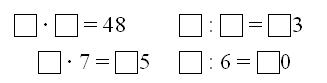 □ · □ = 48 □ : □ = □3
□ · 7 = □5 □ : 6 = □0